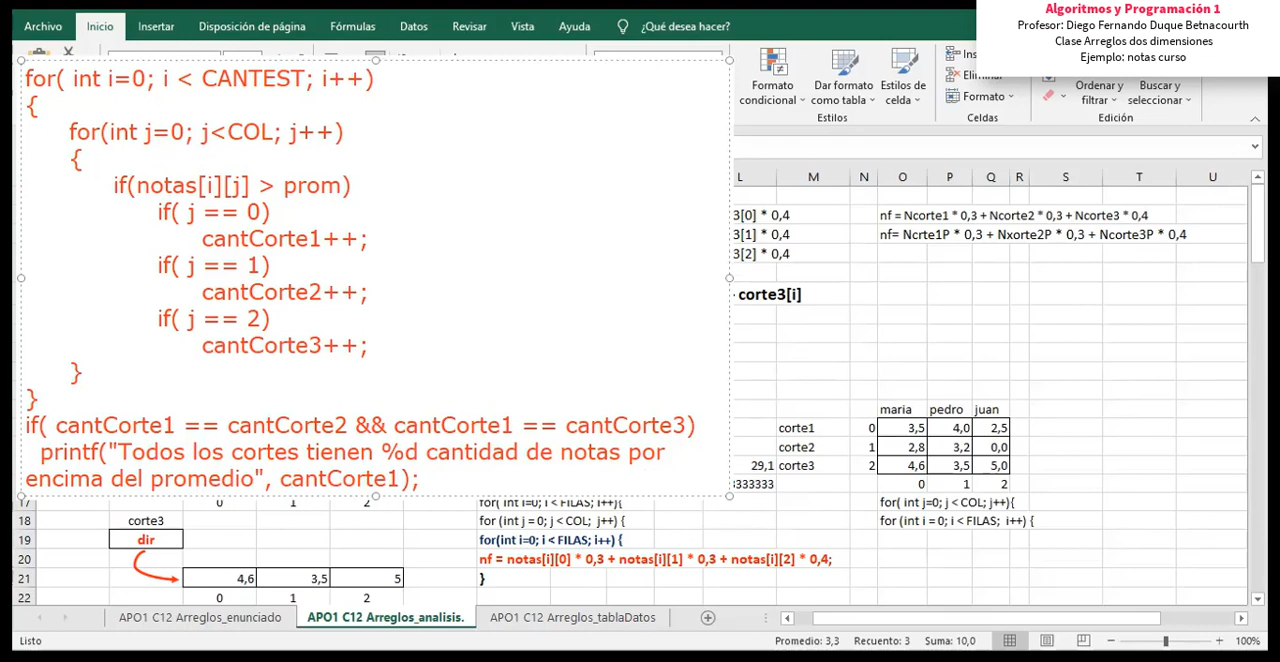 Algoritmos y Programación 1
Profesor: Diego Fernando Duque Betnacourth
Clase Arreglos dos dimensiones
Ejemplo: notas curso
Archivo Inicio Insertar Disposición de página Fórmulas Datos Revisar Vista Ayuda ¿Qué desea hacer?
Formato condicional
Dar formato como tabla
Estilos de celda
Estilos
Ins
Eliminar
Formato
Celdas
Ordenar y filtrar
Buscar y seleccionar
Edición
for( int i=0; i < CANTEST; i++)
{
for(int j=0; j<COL; j++)
{
if(notas[i][j] > prom)
if( j == 0)
cantCorte1++;
if( j == 1)
cantCorte2++;
if( j == 2)
cantCorte3++;
}
}
if( cantCorte1 == cantCorte2 && cantCorte1 == cantCorte3)
printf("Todos los cortes tienen %d cantidad de notas por
encima del promedio", cantCorte1);
L M N O P Q R S T U
3[0] * 0,4
nf = Ncorte1 * 0,3 + Ncorte2 * 0,3 + Ncorte3 * 0,4
3[1] * 0,4
nf= Ncrte1P * 0,3 + Nxorte2P * 0,3 + Ncorte3P * 0,4
3[2] * 0,4
corte3[i]
maria pedro juan
corte1 0 3,5 4,0 2,5
corte2 1 2,8 3,2 0,0
29,1 corte3 2 4,6 3,5 5,0
333333 0 1 2
17 0 1 2 for( int i=0; i < FILAS; i++){
for( int j=0; j < COL; j++){
18 corte3 for (int j = 0; j < COL; j++) {
for (int i = 0; i < FILAS; i++) {
19 dir for(int i=0; i < FILAS; i++) {
20 nf = notas[i][0] * 0,3 + notas[i][1] * 0,3 + notas[i][2] * 0,4;
21 4,6 3,5 5 }
22 0 1 2
APO1 C12 Arreglos_enunciado APO1 C12 Arreglos_analisis. APO1 C12 Arreglos_tablaDatos
Listo Promedio: 3,3 Recuento: 3 Suma: 10,0 100%